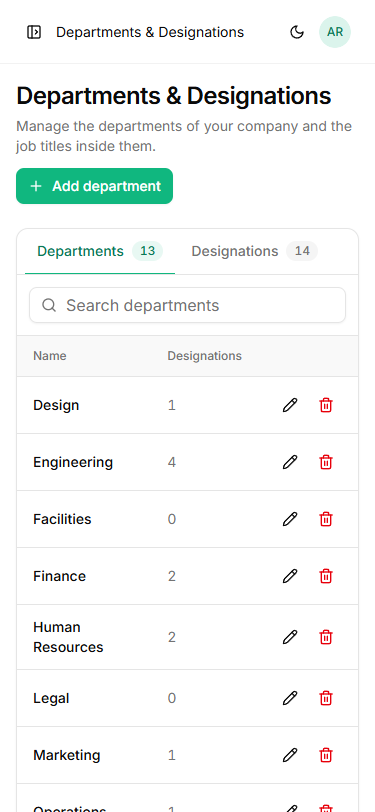 Departments & Designations
AR
Departments & Designations
Manage the departments of your company and the
job titles inside them.
Add department
Departments 13
Designations 14
Search departments
Name Designations
Design 1
Engineering 4
Facilities 0
Finance 2
Human
Resources 2
Legal 0
Marketing 1
Operations 1